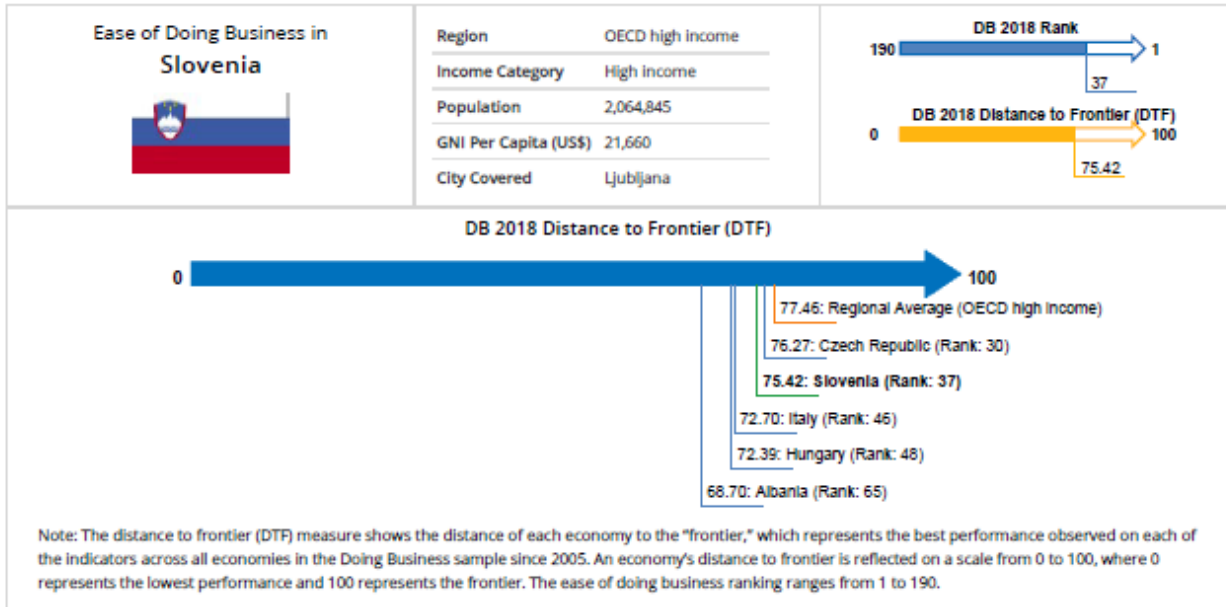 Ease of Doing Business in
Slovenia
Region OECD high income
Income Category High income
Population 2,064,845
GNI Per Capita (US$) 21,660
City Covered Ljubljana
DB 2018 Rank
190 1
37
DB 2018 Distance to Frontier (DTF)
0 100
75.42
DB 2018 Distance to Frontier (DTF)
0 100
77.46: Regional Average (OECD high income)
76.27: Czech Republic (Rank: 30)
75.42: Slovenia (Rank: 37)
72.70: Italy (Rank: 46)
72.39: Hungary (Rank: 48)
68.70: Albania (Rank: 65)
Note: The distance to frontier (DTF) measure shows the distance of each economy to the “frontier,” which represents the best performance observed on each of
the indicators across all economies in the Doing Business sample since 2005. An economy’s distance to frontier is reflected on a scale from 0 to 100, where 0
represents the lowest performance and 100 represents the frontier. The ease of doing business ranking ranges from 1 to 190.